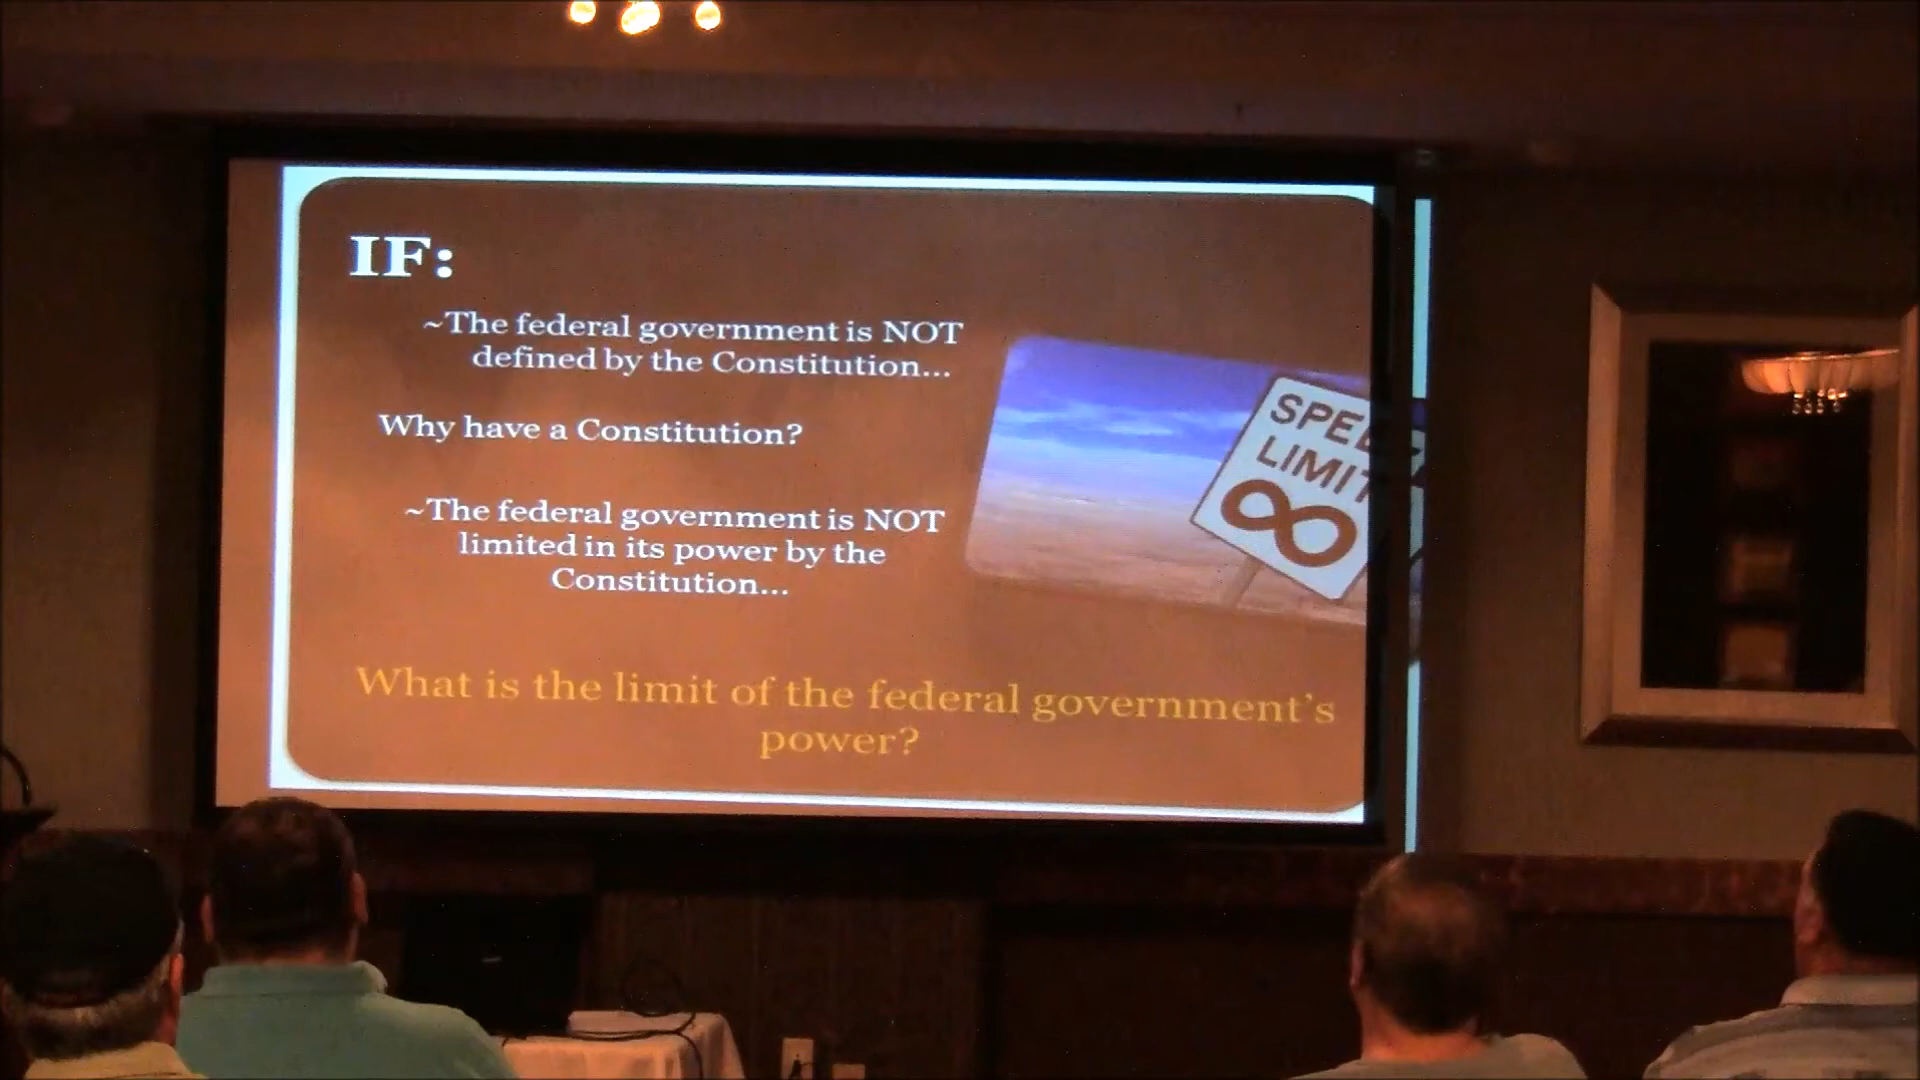 IF:
~The federal government is NOT
defined by the Constitution...
Why have a Constitution?
~The federal government is NOT
limited in its power by the
Constitution...
What is the limit of the federal government's
power?
SPEE
LIMIT
∞